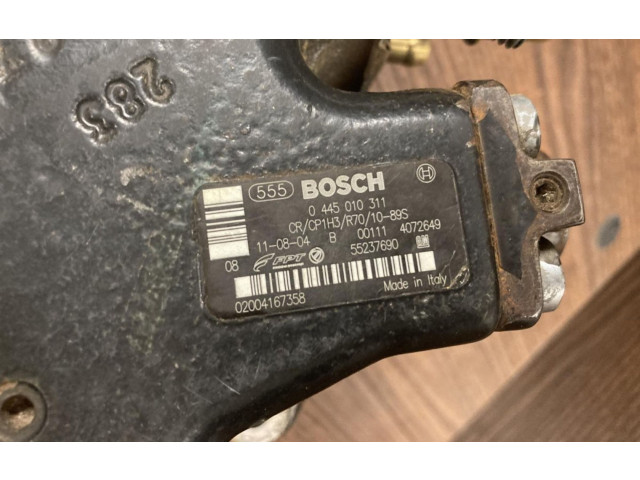 283
555 BOSCH
0 445 010 311
CR/CP1H3/R70/10-89S
11-08-04 B 00111 4072649
08 FPT 55237690 GM
02004167358 Made in Italy